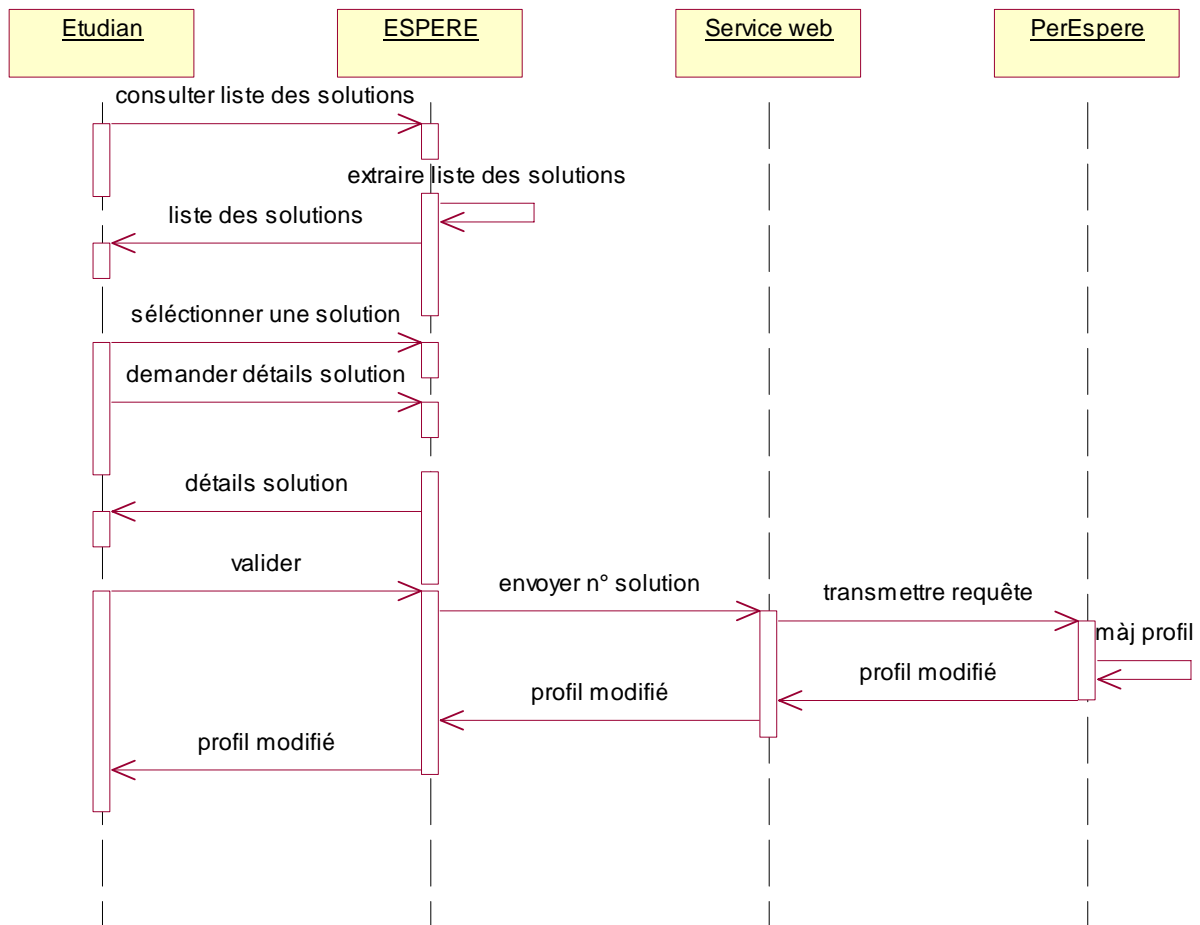 Etudian
ESPERE
Service web
PerEspere
consulter liste des solutions
extraire liste des solutions
liste des solutions
séléctionner une solution
demander détails solution
détails solution
valider
envoyer n° solution
transmettre requête
màj profil
profil modifié
profil modifié
profil modifié